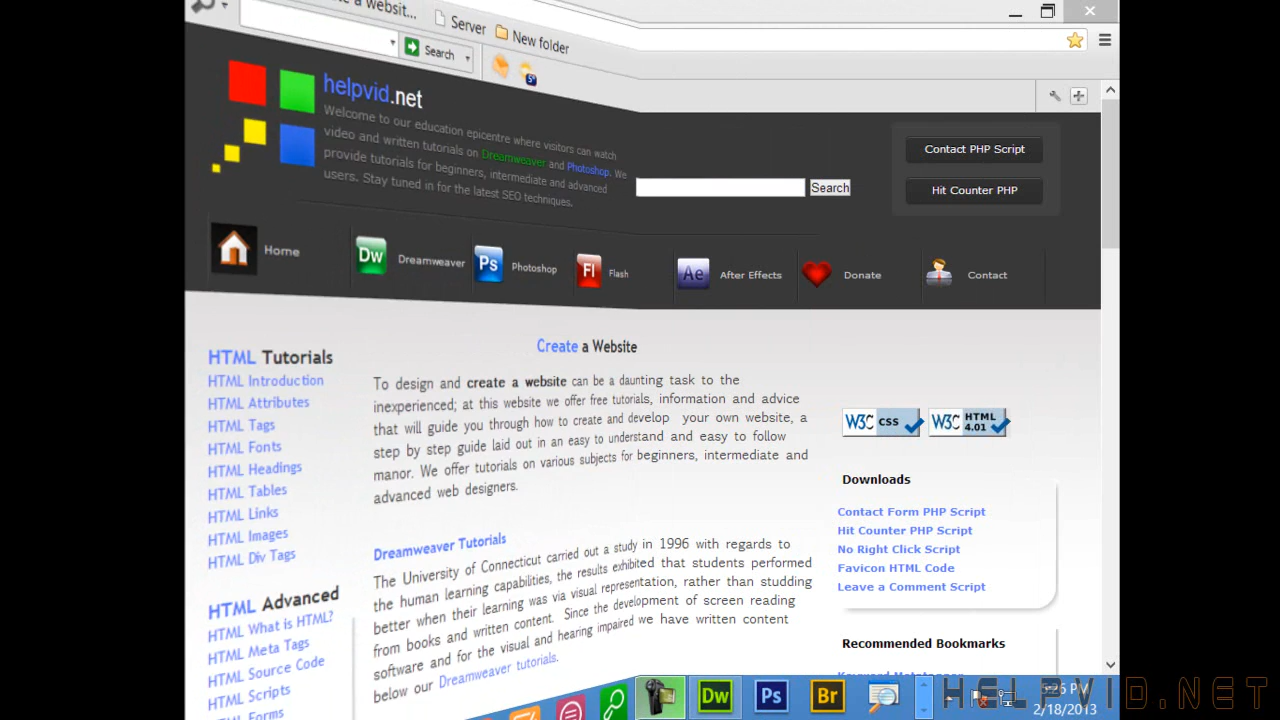 Server
New folder
Search
helpvid.net
Welcome to our education epicentre where visitors can watch
video and written tutorials on Dreamweaver and Photoshop. We
provide tutorials for beginners, intermediate and advanced
users. Stay tuned in for the latest SEO techniques.
Search
Contact PHP Script
Hit Counter PHP
Home
Dw Dreamweaver
Ps Photoshop
Fl Flash
Ae After Effects
Donate
Contact
HTML Tutorials
HTML Introduction
HTML Attributes
HTML Tags
HTML Fonts
HTML Headings
HTML Tables
HTML Links
HTML Images
HTML Div Tags
HTML Advanced
HTML What is HTML?
HTML Meta Tags
HTML Source Code
HTML Scripts
HTML Forms
Create a Website
To design and create a website can be a daunting task to the
inexperienced; at this website we offer free tutorials, information and advice
that will guide you through how to create and develop your own website, a
step by step guide laid out in an easy to understand and easy to follow
manor. We offer tutorials on various subjects for beginners, intermediate and
advanced web designers.
Dreamweaver Tutorials
The University of Connecticut carried out a study in 1996 with regards to
the human learning capabilities, the results exhibited that students performed
better when their learning was via visual representation, rather than studding
from books and written content. Since the development of screen reading
software and for the visual and hearing impaired we have written content
below our Dreamweaver tutorials.
W3C CSS
W3C HTML 4.01
Downloads
Contact Form PHP Script
Hit Counter PHP Script
No Right Click Script
Favicon HTML Code
Leave a Comment Script
Recommended Bookmarks
Dw
Ps
Br
6:26 PM
2/18/2013
HELPVID.NET